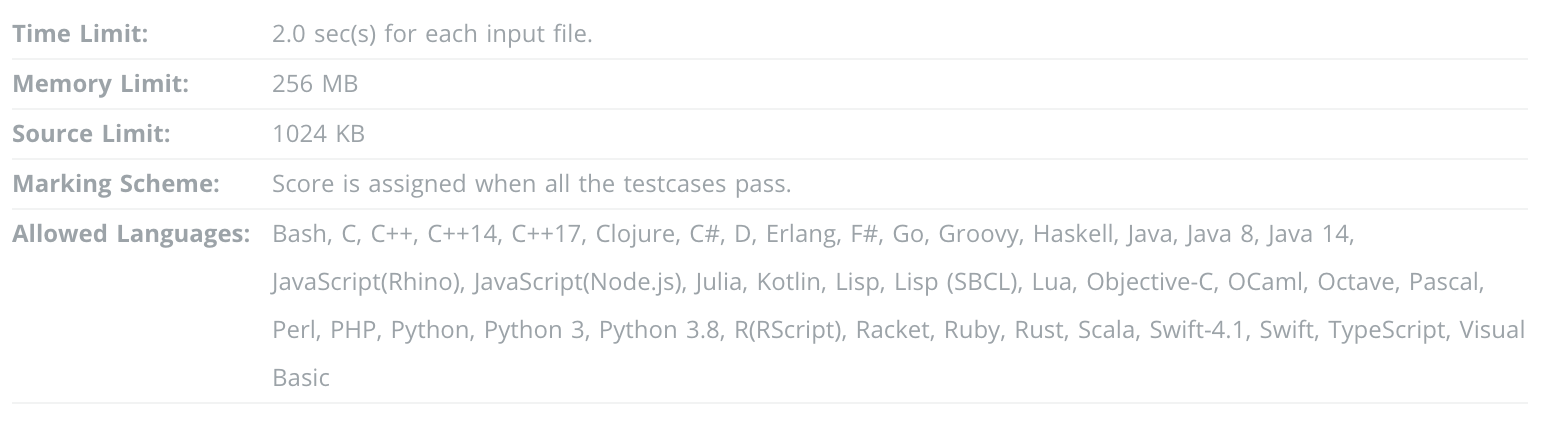 Time Limit: 2.0 sec(s) for each input file.
Memory Limit: 256 MB
Source Limit: 1024 KB
Marking Scheme: Score is assigned when all the testcases pass.
Allowed Languages: Bash, C, C++, C++14, C++17, Clojure, C#, D, Erlang, F#, Go, Groovy, Haskell, Java, Java 8, Java 14,
JavaScript(Rhino), JavaScript(Node.js), Julia, Kotlin, Lisp, Lisp (SBCL), Lua, Objective-C, OCaml, Octave, Pascal,
Perl, PHP, Python, Python 3, Python 3.8, R(RScript), Racket, Ruby, Rust, Scala, Swift-4.1, Swift, TypeScript, Visual
Basic